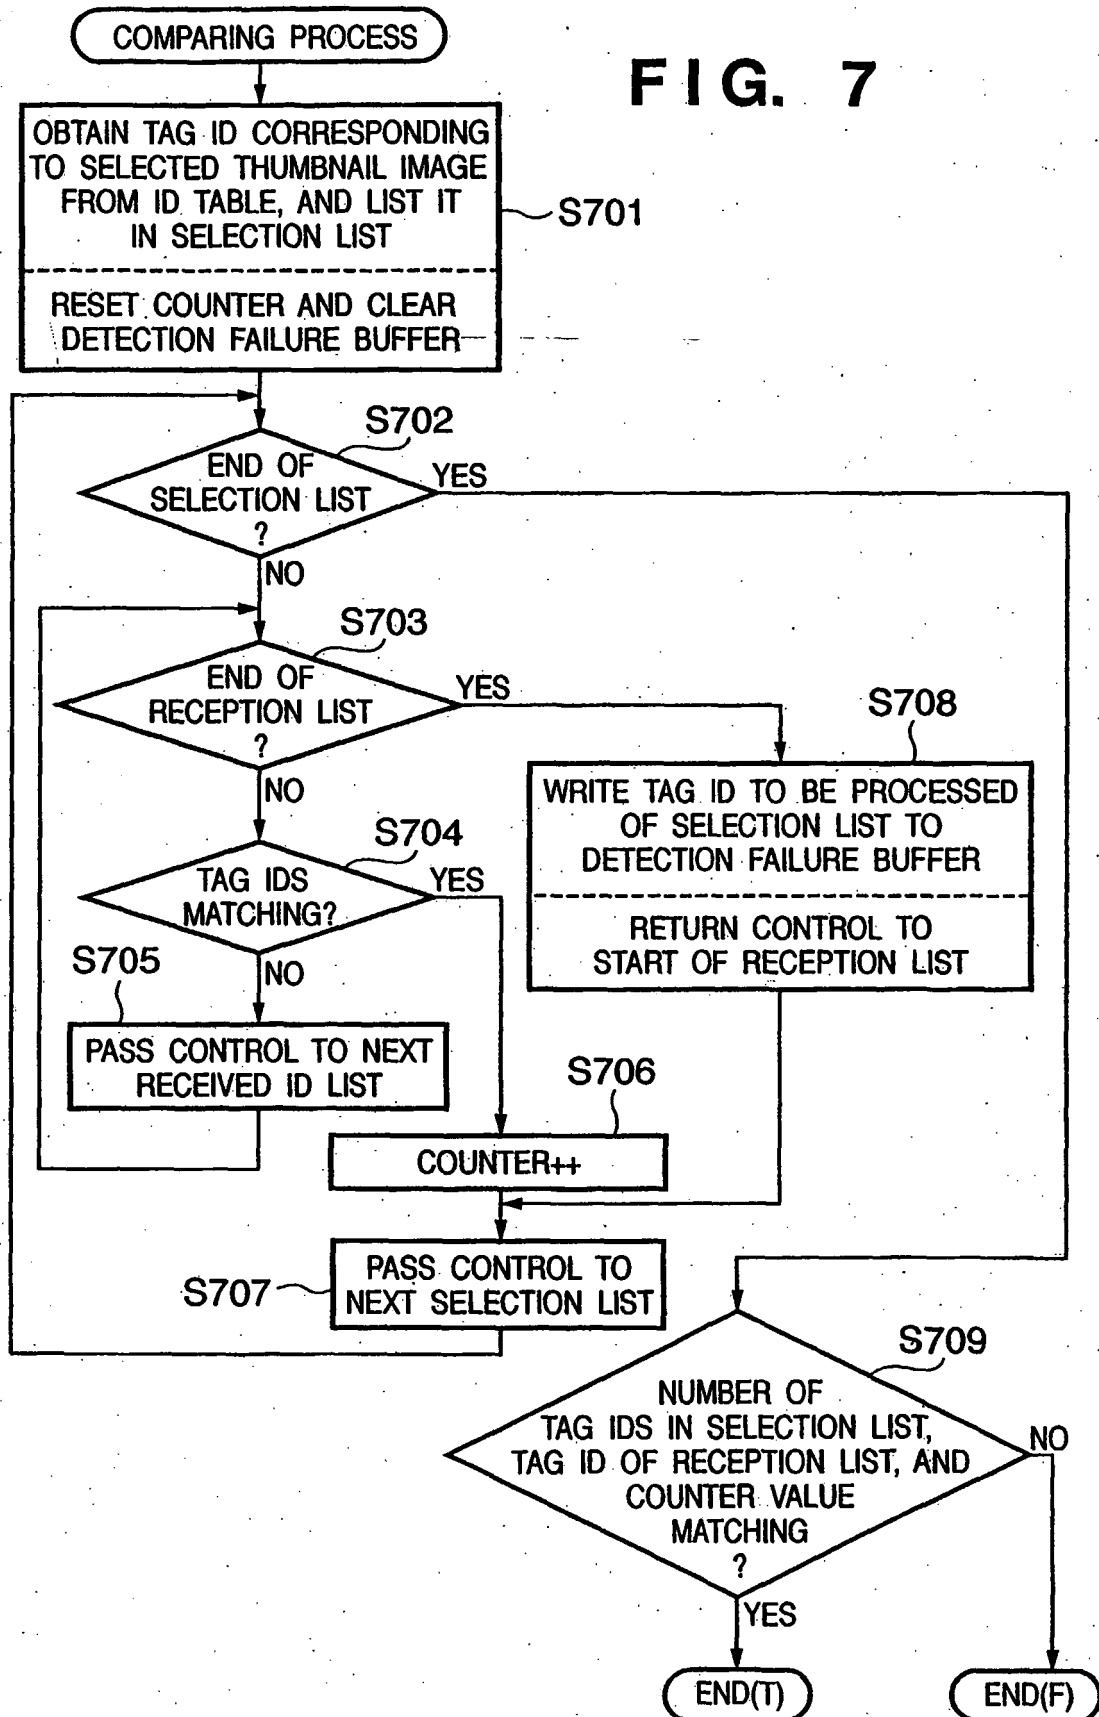 COMPARING PROCESS
FIG. 7
OBTAIN TAG ID CORRESPONDING
TO SELECTED THUMBNAIL IMAGE
FROM ID TABLE, AND LIST IT
IN SELECTION LIST
S701
RESET COUNTER AND CLEAR
DETECTION FAILURE BUFFER
S702
END OF
SELECTION LIST
?
YES
NO
S703
END OF
RECEPTION LIST
?
YES
NO
S708
WRITE TAG ID TO BE PROCESSED
OF SELECTION LIST TO
DETECTION FAILURE BUFFER
RETURN CONTROL TO
START OF RECEPTION LIST
S704
TAG IDS
MATCHING?
YES
NO
S705
PASS CONTROL TO NEXT
RECEIVED ID LIST
S706
COUNTER++
S707
PASS CONTROL TO
NEXT SELECTION LIST
S709
NUMBER OF
TAG IDS IN SELECTION LIST,
TAG ID OF RECEPTION LIST, AND
COUNTER VALUE
MATCHING
?
NO
YES
END(T)
END(F)